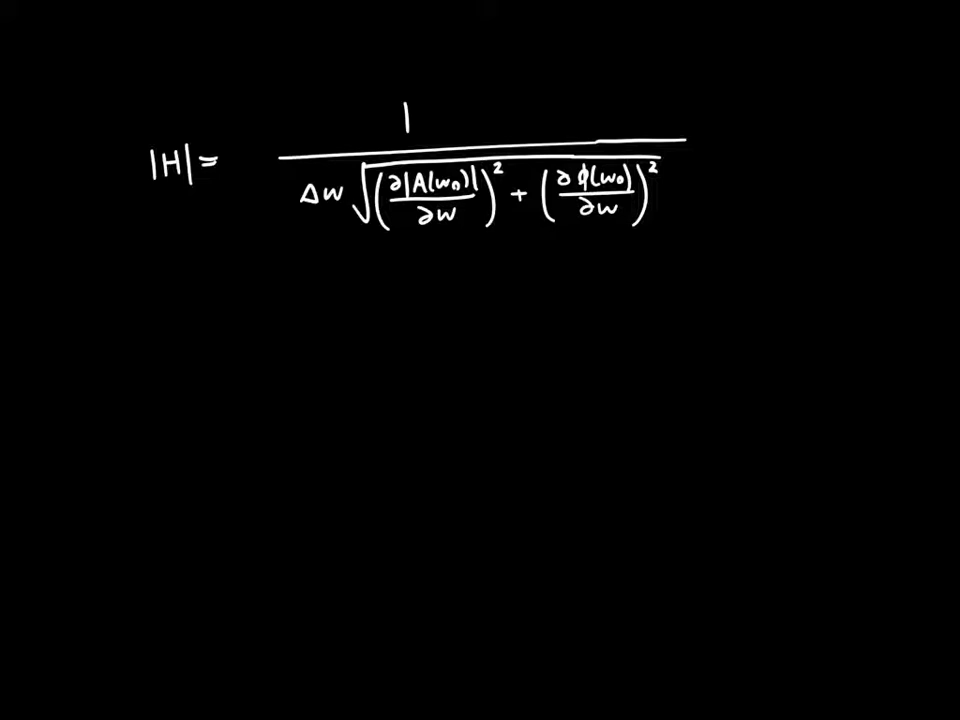 |H| = 1 / (Δw √((∂|A(w₀)|/∂w)² + (∂ϕ(w₀)/∂w)²))